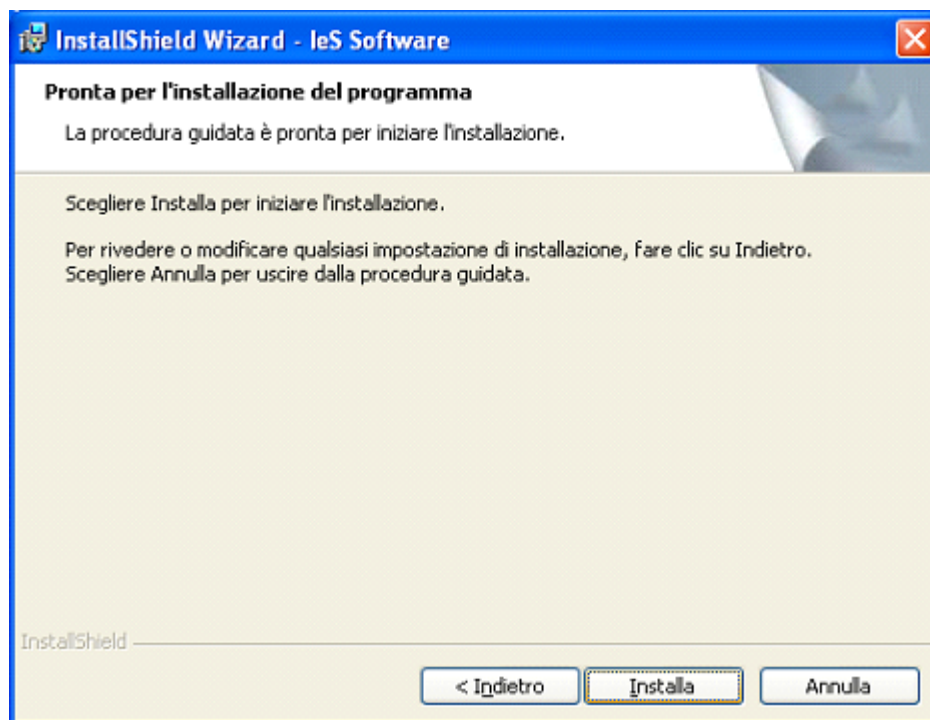 InstallShield Wizard - IeS Software
Pronta per l'installazione del programma
La procedura guidata è pronta per iniziare l'installazione.
Scegliere Installa per iniziare l'installazione.
Per rivedere o modificare qualsiasi impostazione di installazione, fare clic su Indietro.
Scegliere Annulla per uscire dalla procedura guidata.
InstallShield
< Indietro
Installa
Annulla